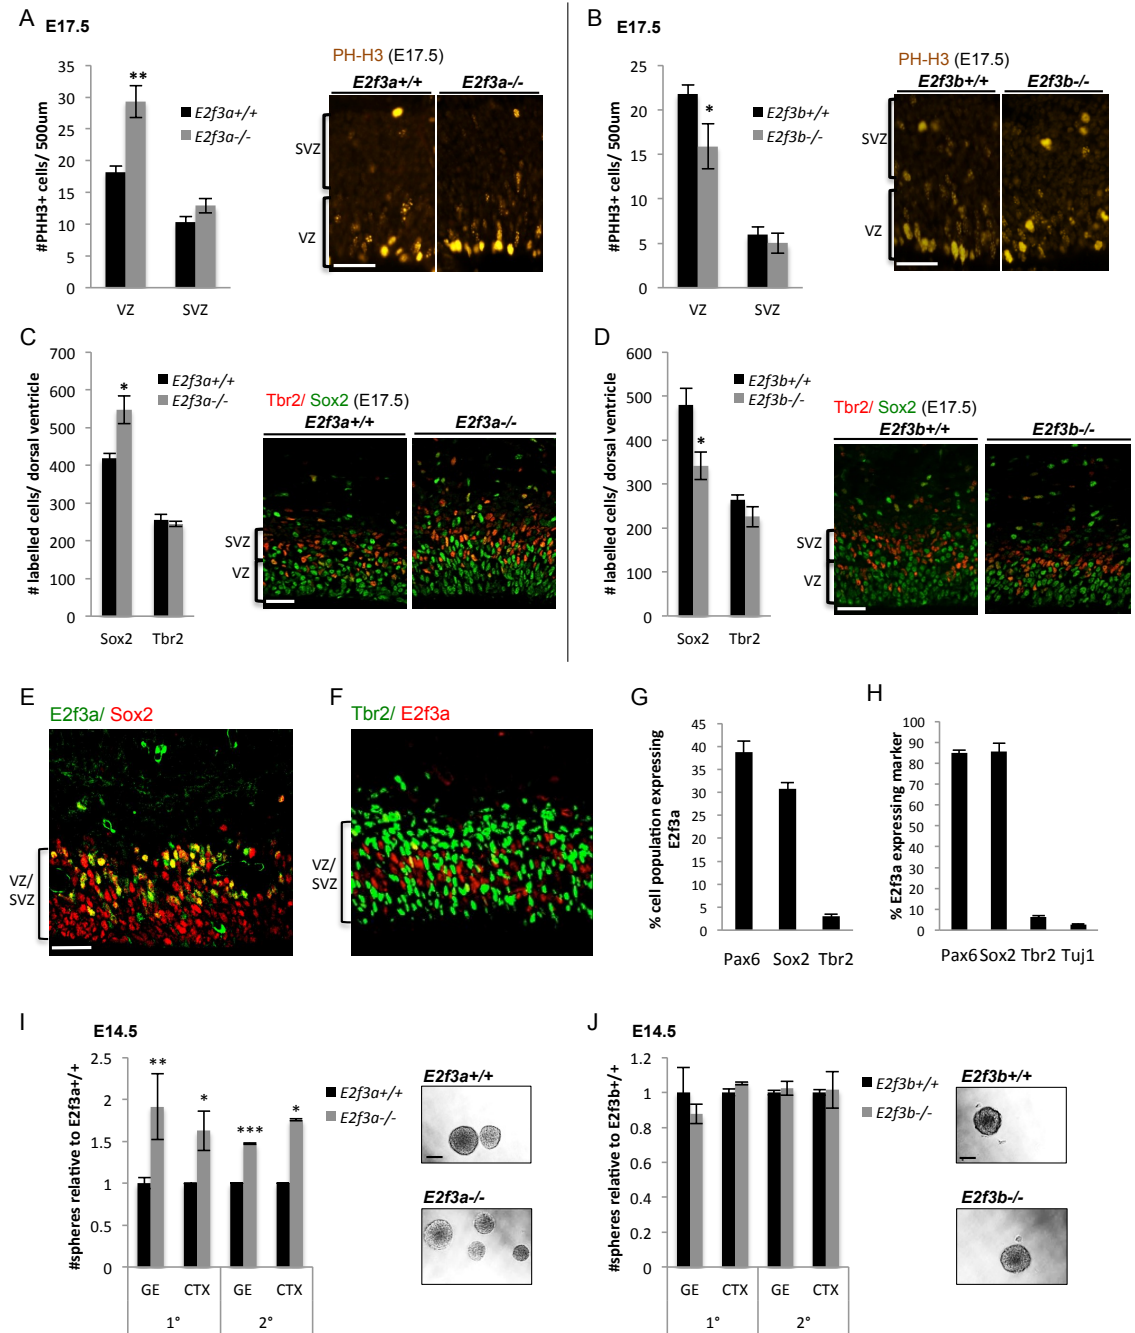 A
E17.5
#PHH3+ cells/ 500um
35
30
25
20
15
10
5
0
**
E2f3a+/+
E2f3a-/-
VZ
SVZ
PH-H3 (E17.5)
E2f3a+/+
E2f3a-/-
SVZ
VZ
B
E17.5
#PHH3+ cells/ 500um
25
20
15
10
5
0
*
E2f3b+/+
E2f3b-/-
VZ
SVZ
PH-H3 (E17.5)
E2f3b+/+
E2f3b-/-
SVZ
VZ
C
# labelled cells/ dorsal ventricle
700
600
500
400
300
200
100
0
*
E2f3a+/+
E2f3a-/-
Sox2
Tbr2
Tbr2/ Sox2 (E17.5)
E2f3a+/+
E2f3a-/-
SVZ
VZ
D
# labelled cells/ dorsal ventricle
600
500
400
300
200
100
0
*
E2f3b+/+
E2f3b-/-
Sox2
Tbr2
Tbr2/ Sox2 (E17.5)
E2f3b+/+
E2f3b-/-
SVZ
VZ
E
E2f3a/ Sox2
VZ/
SVZ
F
Tbr2/ E2f3a
VZ/
SVZ
G
% cell population expressing
E2f3a
45
40
35
30
25
20
15
10
5
0
Pax6 Sox2 Tbr2
H
% E2f3a expressing marker
100
90
80
70
60
50
40
30
20
10
0
Pax6 Sox2 Tbr2 Tuj1
I
E14.5
#spheres relative to E2f3a+/+
2.5
2
1.5
1
0.5
0
**
*
***
*
E2f3a+/+
E2f3a-/-
GE CTX GE CTX
1° 2°
E2f3a+/+
E2f3a-/-
J
E14.5
#spheres relative to E2f3b+/+
1.2
1
0.8
0.6
0.4
0.2
0
E2f3b+/+
E2f3b-/-
GE CTX GE CTX
1° 2°
E2f3b+/+
E2f3b-/-